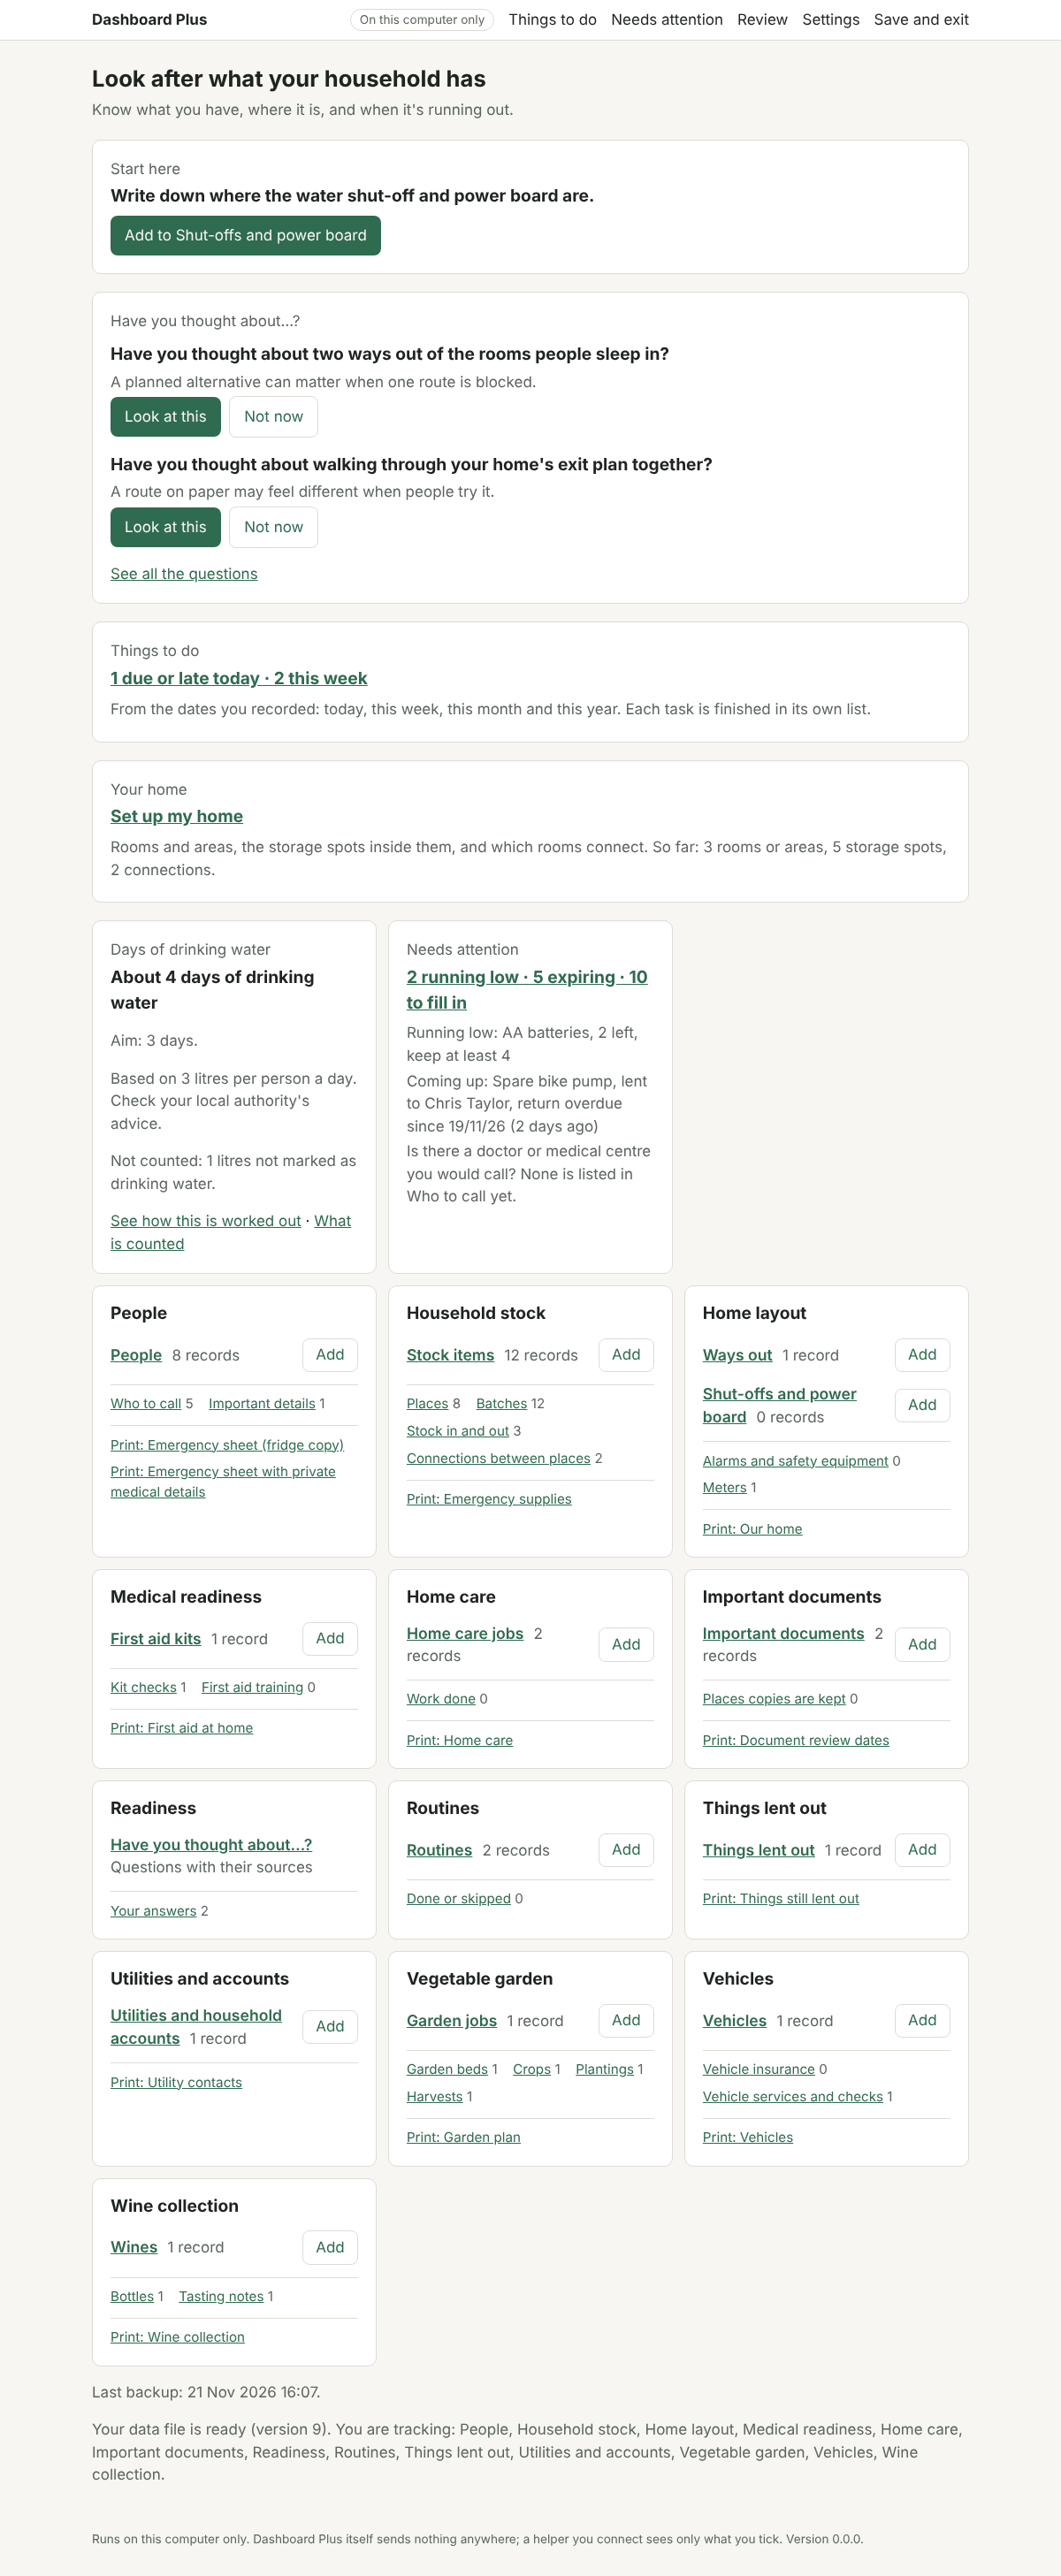 Dashboard Plus
On this computer only
Things to do
Needs attention
Review
Settings
Save and exit
Look after what your household has
Know what you have, where it is, and when it's running out.
Start here
Write down where the water shut-off and power board are.
Add to Shut-offs and power board
Have you thought about...?
Have you thought about two ways out of the rooms people sleep in?
A planned alternative can matter when one route is blocked.
Look at this
Not now
Have you thought about walking through your home's exit plan together?
A route on paper may feel different when people try it.
Look at this
Not now
See all the questions
Things to do
1 due or late today · 2 this week
From the dates you recorded: today, this week, this month and this year. Each task is finished in its own list.
Your home
Set up my home
Rooms and areas, the storage spots inside them, and which rooms connect. So far: 3 rooms or areas, 5 storage spots,
2 connections.
Days of drinking water
About 4 days of drinking
water
Aim: 3 days.
Based on 3 litres per person a day.
Check your local authority's
advice.
Not counted: 1 litres not marked as
drinking water.
See how this is worked out · What
is counted
Needs attention
2 running low · 5 expiring · 10
to fill in
Running low: AA batteries, 2 left,
keep at least 4
Coming up: Spare bike pump, lent
to Chris Taylor, return overdue
since 19/11/26 (2 days ago)
Is there a doctor or medical centre
you would call? None is listed in
Who to call yet.
People
People 8 records
Add
Who to call 5 Important details 1
Print: Emergency sheet (fridge copy)
Print: Emergency sheet with private
medical details
Household stock
Stock items 12 records
Add
Places 8 Batches 12
Stock in and out 3
Connections between places 2
Print: Emergency supplies
Home layout
Ways out 1 record
Add
Shut-offs and power
board 0 records
Add
Alarms and safety equipment 0
Meters 1
Print: Our home
Medical readiness
First aid kits 1 record
Add
Kit checks 1 First aid training 0
Print: First aid at home
Home care
Home care jobs 2
records
Add
Work done 0
Print: Home care
Important documents
Important documents 2
records
Add
Places copies are kept 0
Print: Document review dates
Readiness
Have you thought about...?
Questions with their sources
Your answers 2
Routines
Routines 2 records
Add
Done or skipped 0
Things lent out
Things lent out 1 record
Add
Print: Things still lent out
Utilities and accounts
Utilities and household
accounts 1 record
Add
Print: Utility contacts
Vegetable garden
Garden jobs 1 record
Add
Garden beds 1 Crops 1 Plantings 1
Harvests 1
Print: Garden plan
Vehicles
Vehicles 1 record
Add
Vehicle insurance 0
Vehicle services and checks 1
Print: Vehicles
Wine collection
Wines 1 record
Add
Bottles 1 Tasting notes 1
Print: Wine collection
Last backup: 21 Nov 2026 16:07.
Your data file is ready (version 9). You are tracking: People, Household stock, Home layout, Medical readiness, Home care,
Important documents, Readiness, Routines, Things lent out, Utilities and accounts, Vegetable garden, Vehicles, Wine
collection.
Runs on this computer only. Dashboard Plus itself sends nothing anywhere; a helper you connect sees only what you tick. Version 0.0.0.